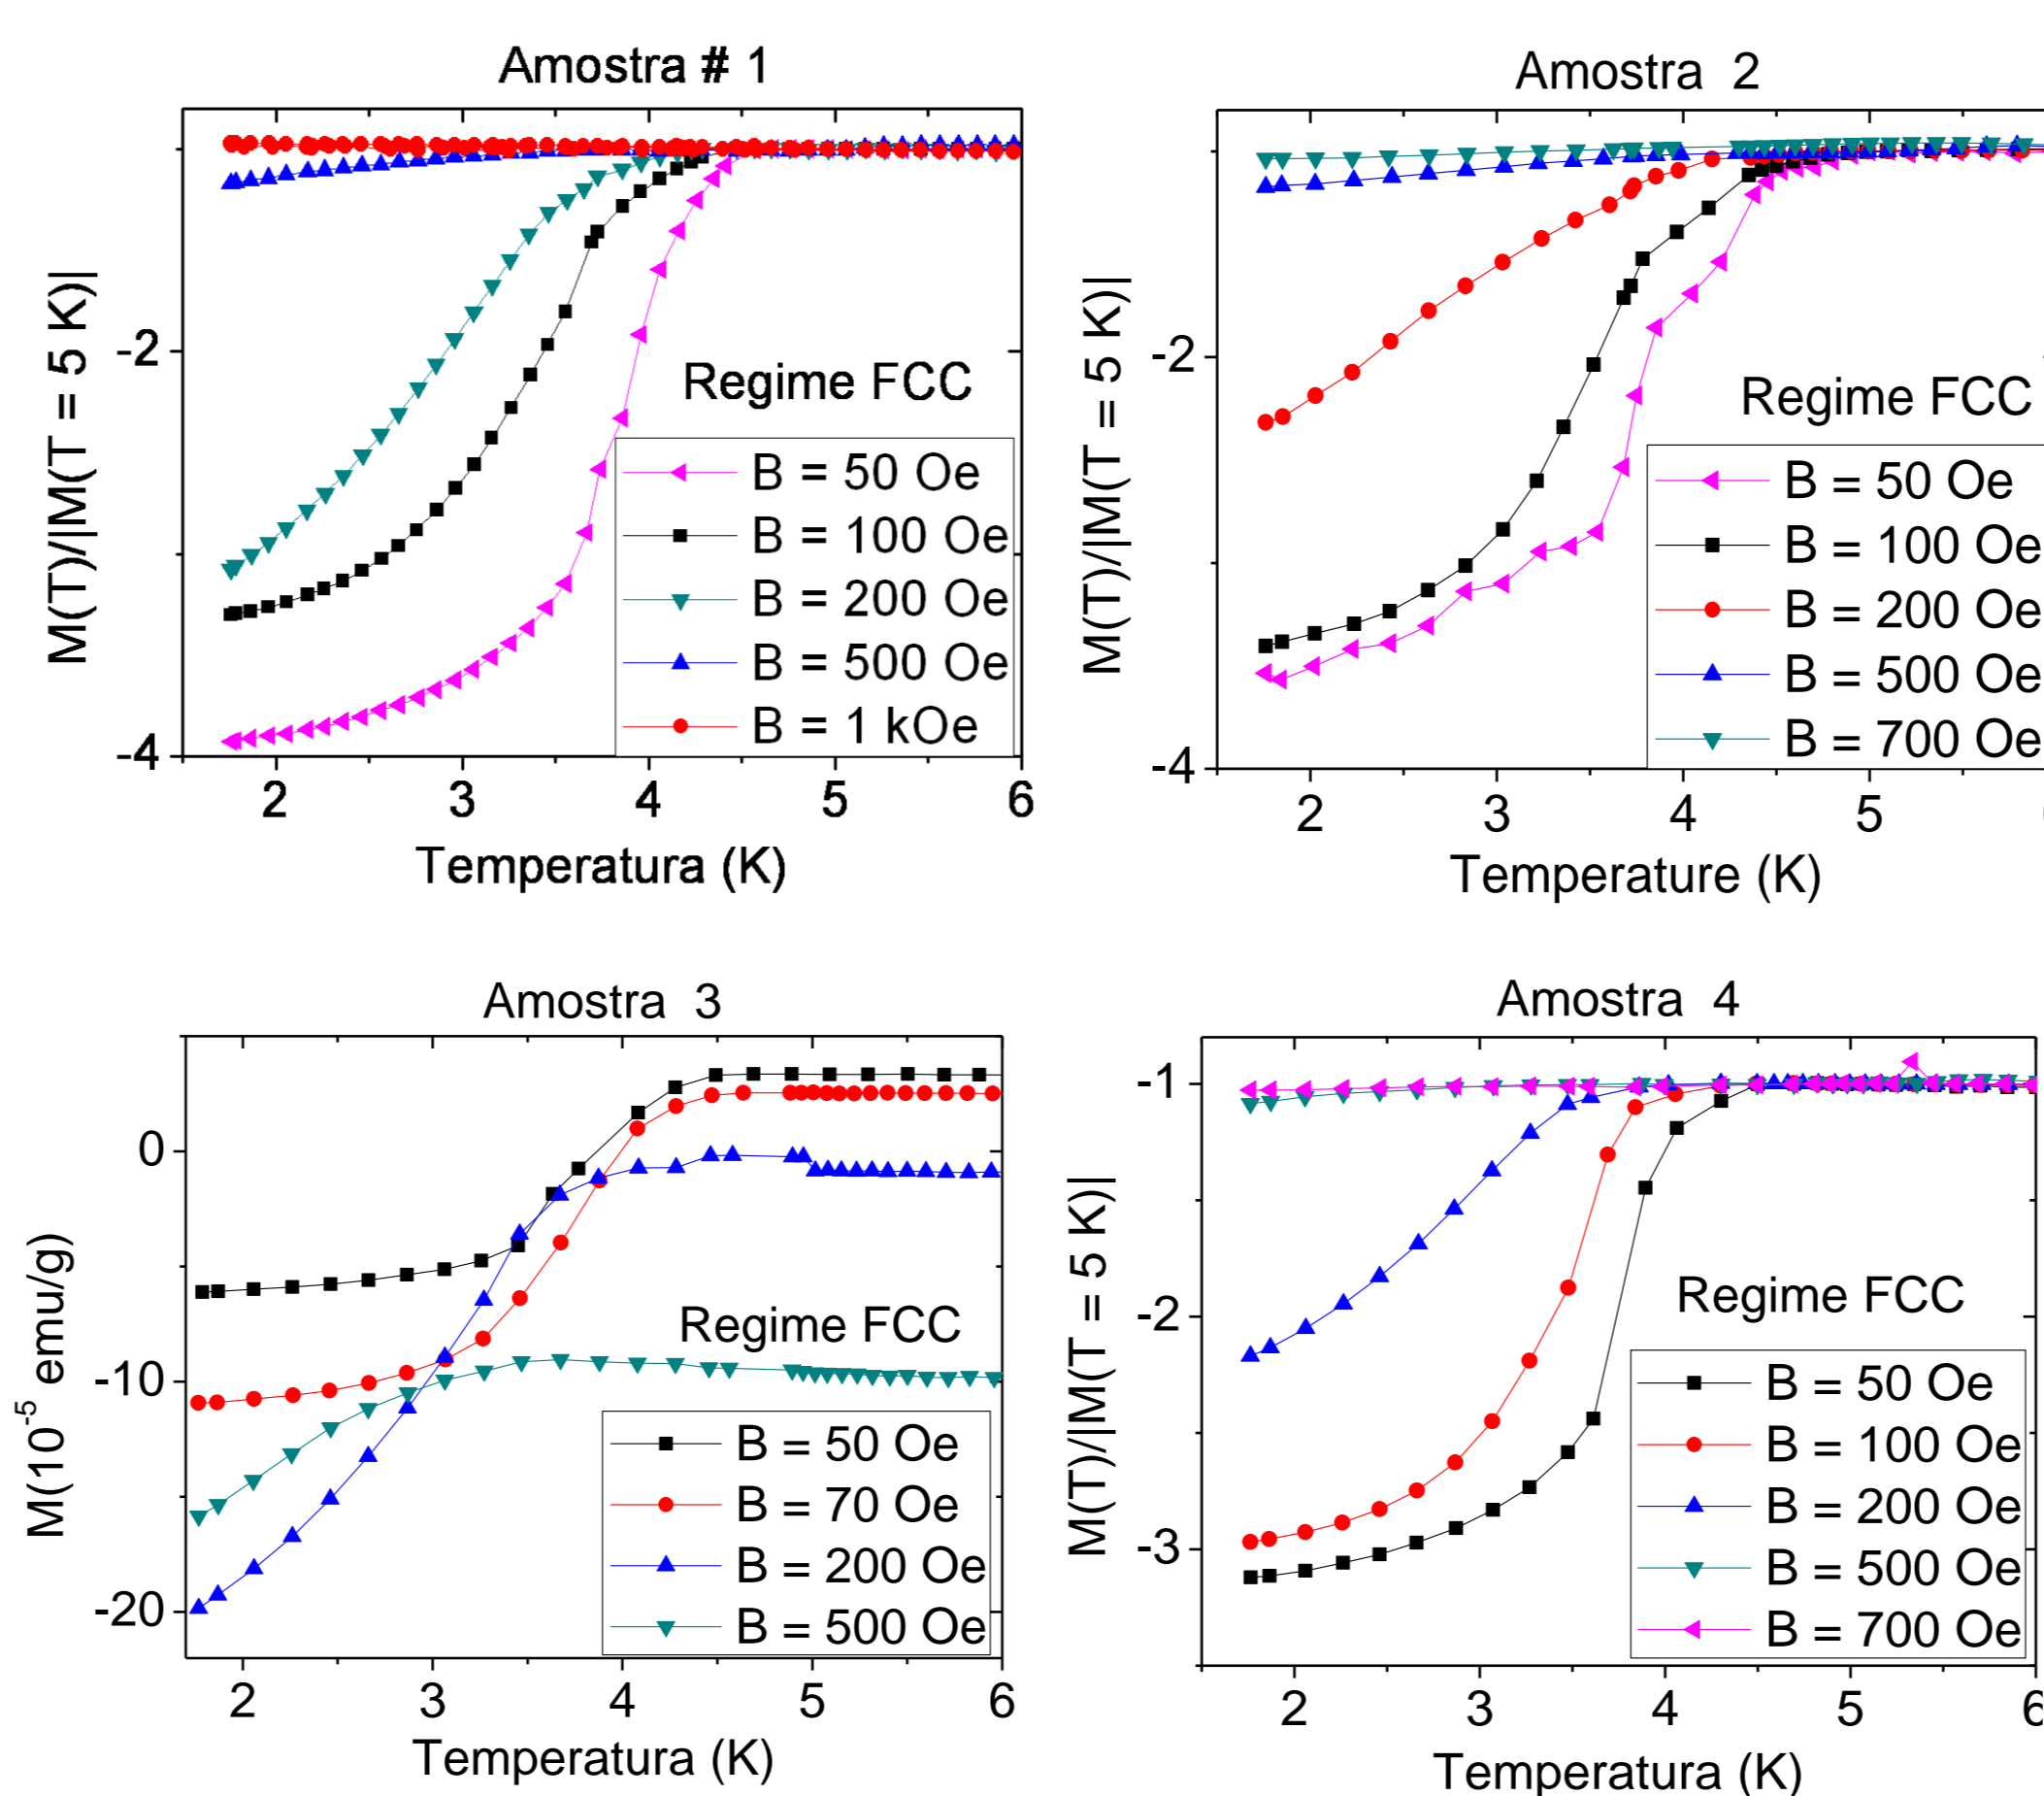 Amostra # 1
M(T)/|M(T = 5 K)|
-2
-4
2 3 4 5 6
Temperatura (K)
Regime FCC
B = 50 Oe
B = 100 Oe
B = 200 Oe
B = 500 Oe
B = 1 kOe
Amostra 2
M(T)/|M(T = 5 K)|
-2
-4
2 3 4 5
Temperature (K)
Regime FCC
B = 50 Oe
B = 100 Oe
B = 200 Oe
B = 500 Oe
B = 700 Oe
Amostra 3
M(10⁻⁵ emu/g)
0
-10
-20
2 3 4 5 6
Temperatura (K)
Regime FCC
B = 50 Oe
B = 70 Oe
B = 200 Oe
B = 500 Oe
Amostra 4
M(T)/|M(T = 5 K)|
-1
-2
-3
2 3 4 5 6
Temperatura (K)
Regime FCC
B = 50 Oe
B = 100 Oe
B = 200 Oe
B = 500 Oe
B = 700 Oe